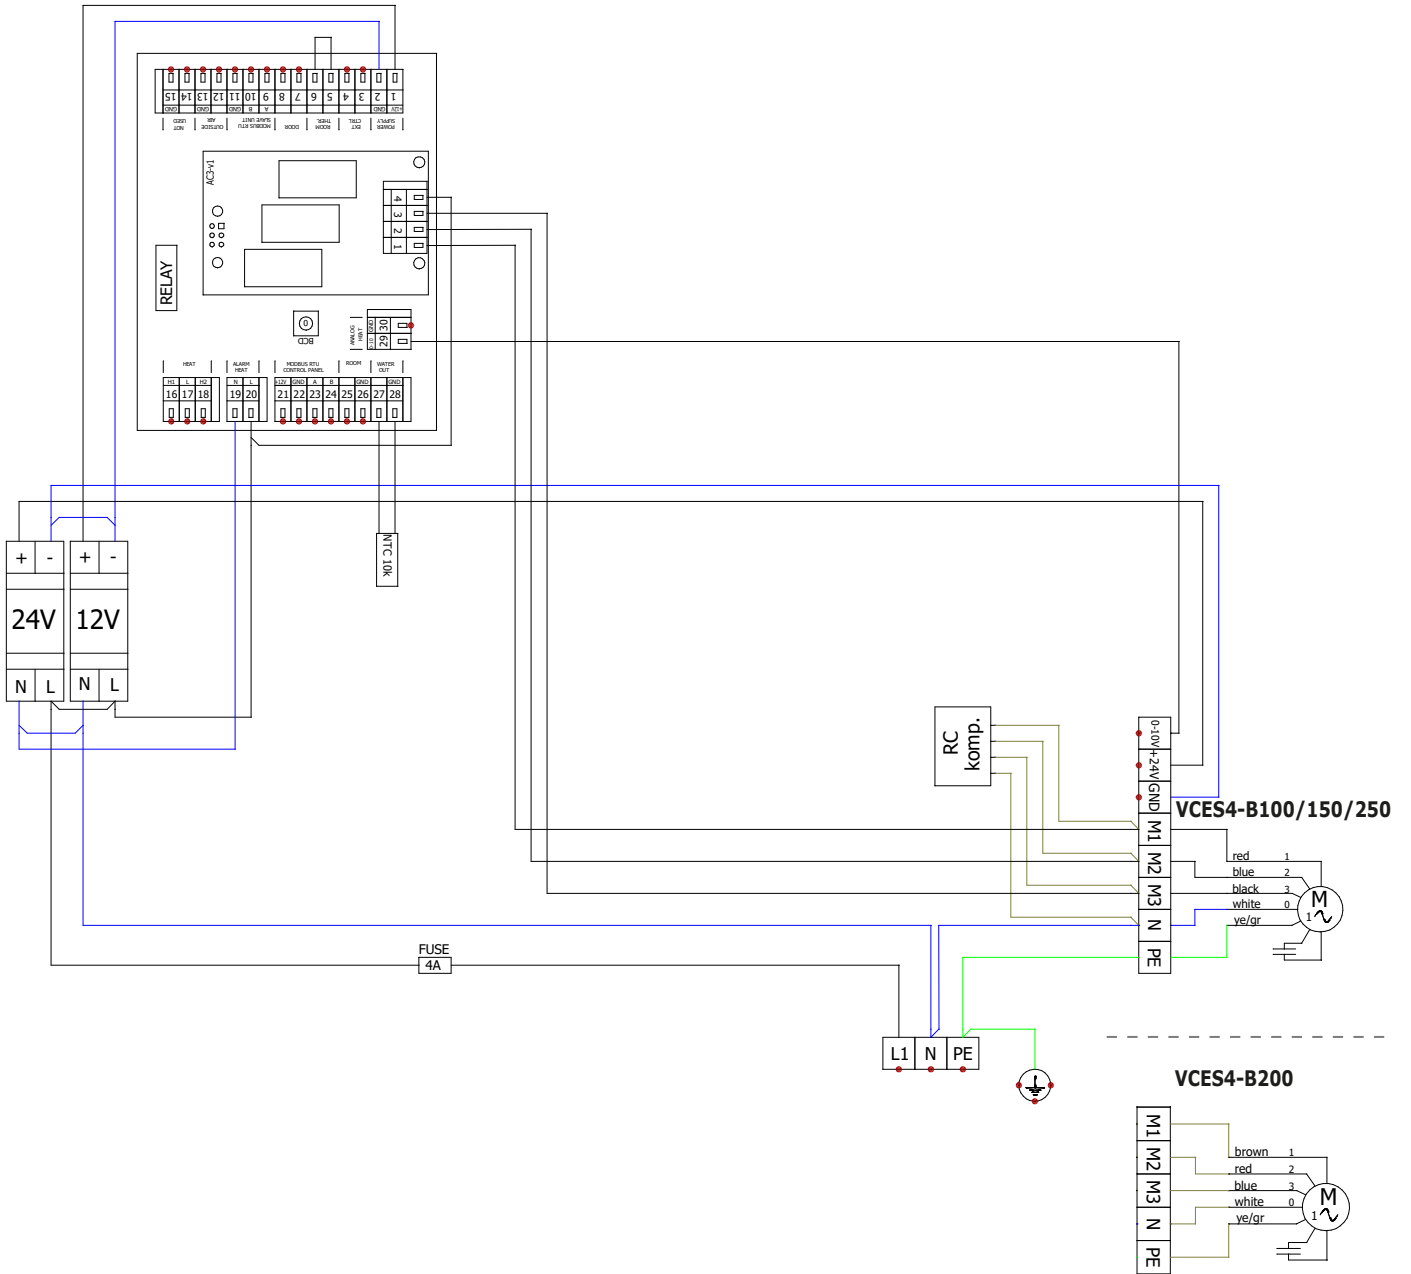 15 14 13 12 11 10 9 8 7 6 5 4 3 2 1
GND GND GND B A GND +12V
NOT USED
OUTSIDE AIR
MODBUS RTU SLAVE UNIT
DOOR
ROOM THER.
EXT CTRL
POWER SUPPLY
AC3-v1
4
3
2
1
RELAY
0
BCD
ANALOG HEAT
GND 30
0-10 29
HEAT
ALARM HEAT
MODBUS RTU CONTROL PANEL
ROOM
WATER OUT
H1 L H2 N L +12V GND A B GND GND
16 17 18 19 20 21 22 23 24 25 26 27 28
NTC 10k
+ - + -
24V 12V
N L N L
RC komp.
0-10V
+24V
GND
VCES4-B100/150/250
M1
M2
M3
N
PE
red 1
blue 2
black 3
white 0
ye/gr
M
1
FUSE
4A
L1 N PE
VCES4-B200
M1
M2
M3
N
PE
brown 1
red 2
blue 3
white 0
ye/gr
M
1